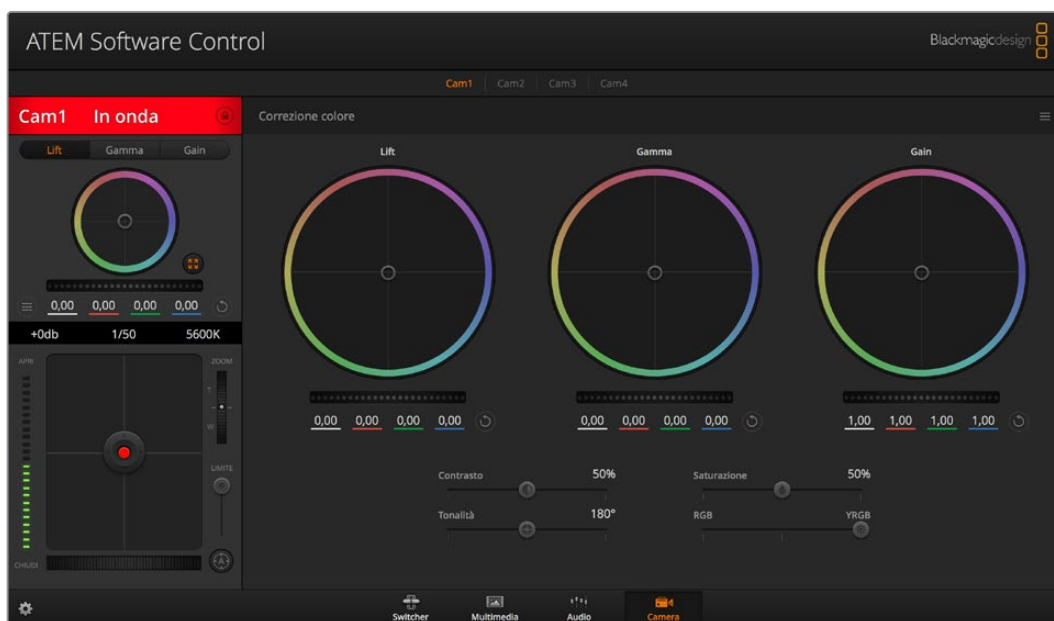 ATEM Software Control
Blackmagicdesign
Cam1 Cam2 Cam3 Cam4
Cam1 In onda
Correzione colore
Lift Gamma Gain
Lift Gamma Gain
0,00 0,00 0,00 0,00
+0db 1/50 5600K
APRI
ZOOM
T
W
LIMITE
A
CHIUDI
0,00 0,00 0,00 0,00
0,00 0,00 0,00 0,00
1,00 1,00 1,00 1,00
Contrasto 50%
Saturazione 50%
Tonalità 180°
RGB YRGB
Switcher Multimedia Audio Camera